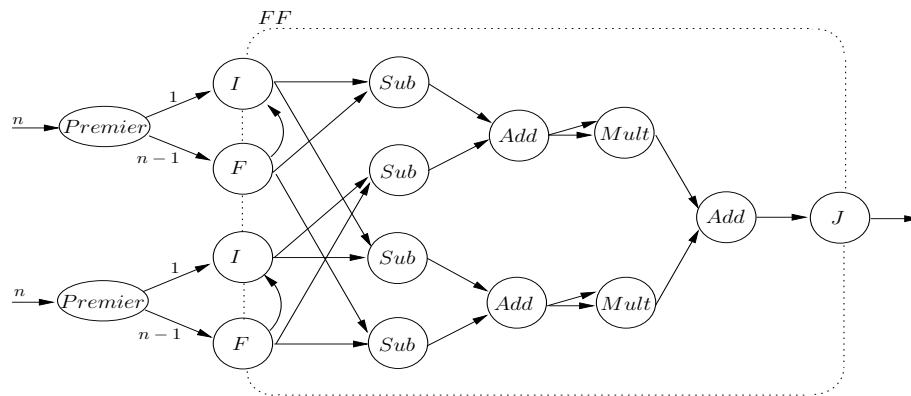 FF
I
Sub
n
1
Premier
Add
Mult
n − 1
F
Sub
Add
J
I
Sub
n
1
Premier
Add
Mult
n−1
F
Sub